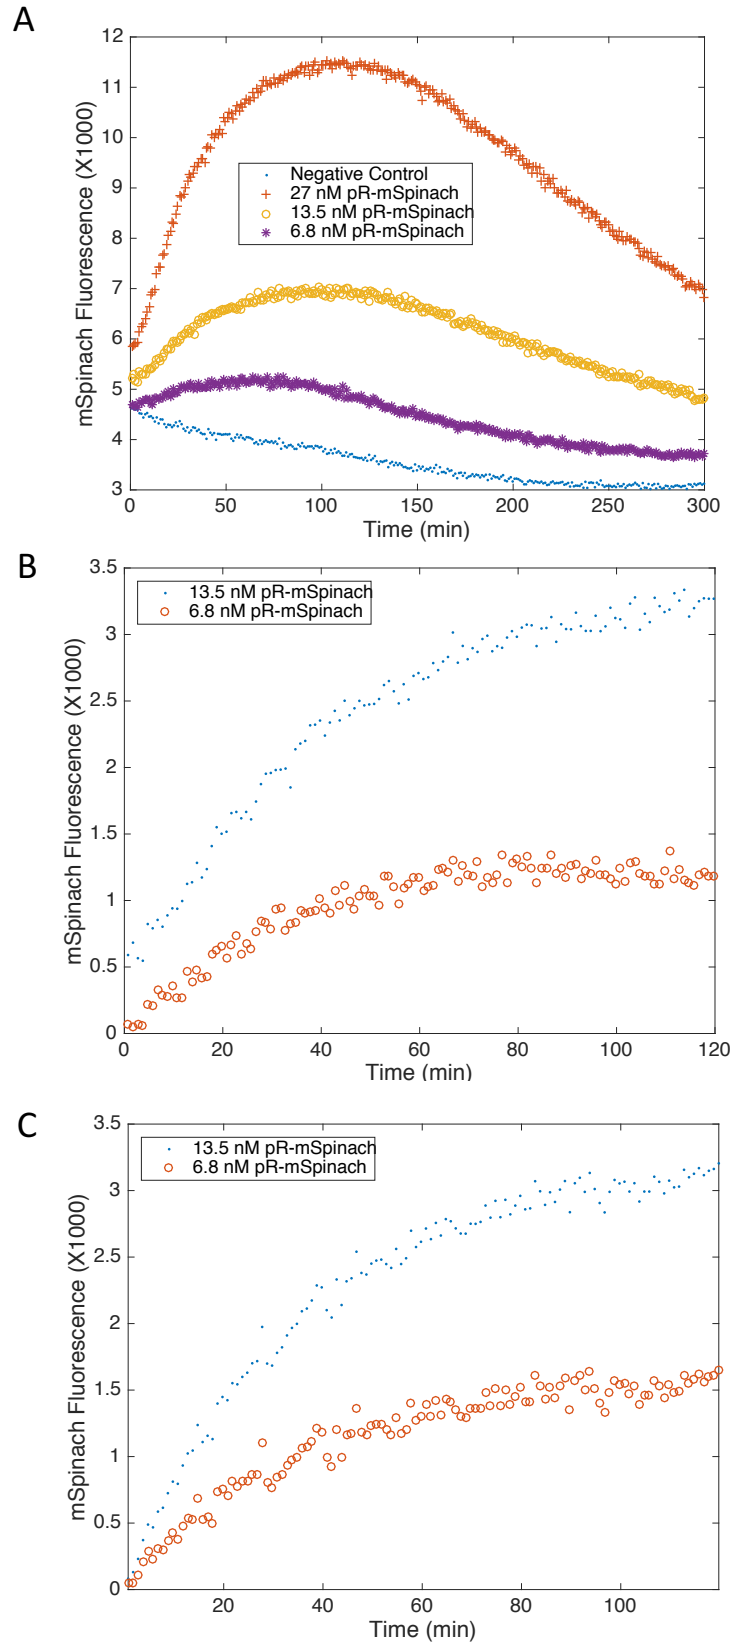 A
12
11
10
9
8
7
6
5
4
3
mSpinach Fluorescence (X1000)
Negative Control
27 nM pR-mSpinach
13.5 nM pR-mSpinach
6.8 nM pR-mSpinach
0 50 100 150 200 250 300
Time (min)
B
3.5
3
2.5
2
1.5
1
0.5
0
mSpinach Fluorescence (X1000)
13.5 nM pR-mSpinach
6.8 nM pR-mSpinach
0 20 40 60 80 100 120
Time (min)
C
3.5
3
2.5
2
1.5
1
0.5
0
mSpinach Fluorescence (X1000)
13.5 nM pR-mSpinach
6.8 nM pR-mSpinach
20 40 60 80 100
Time (min)